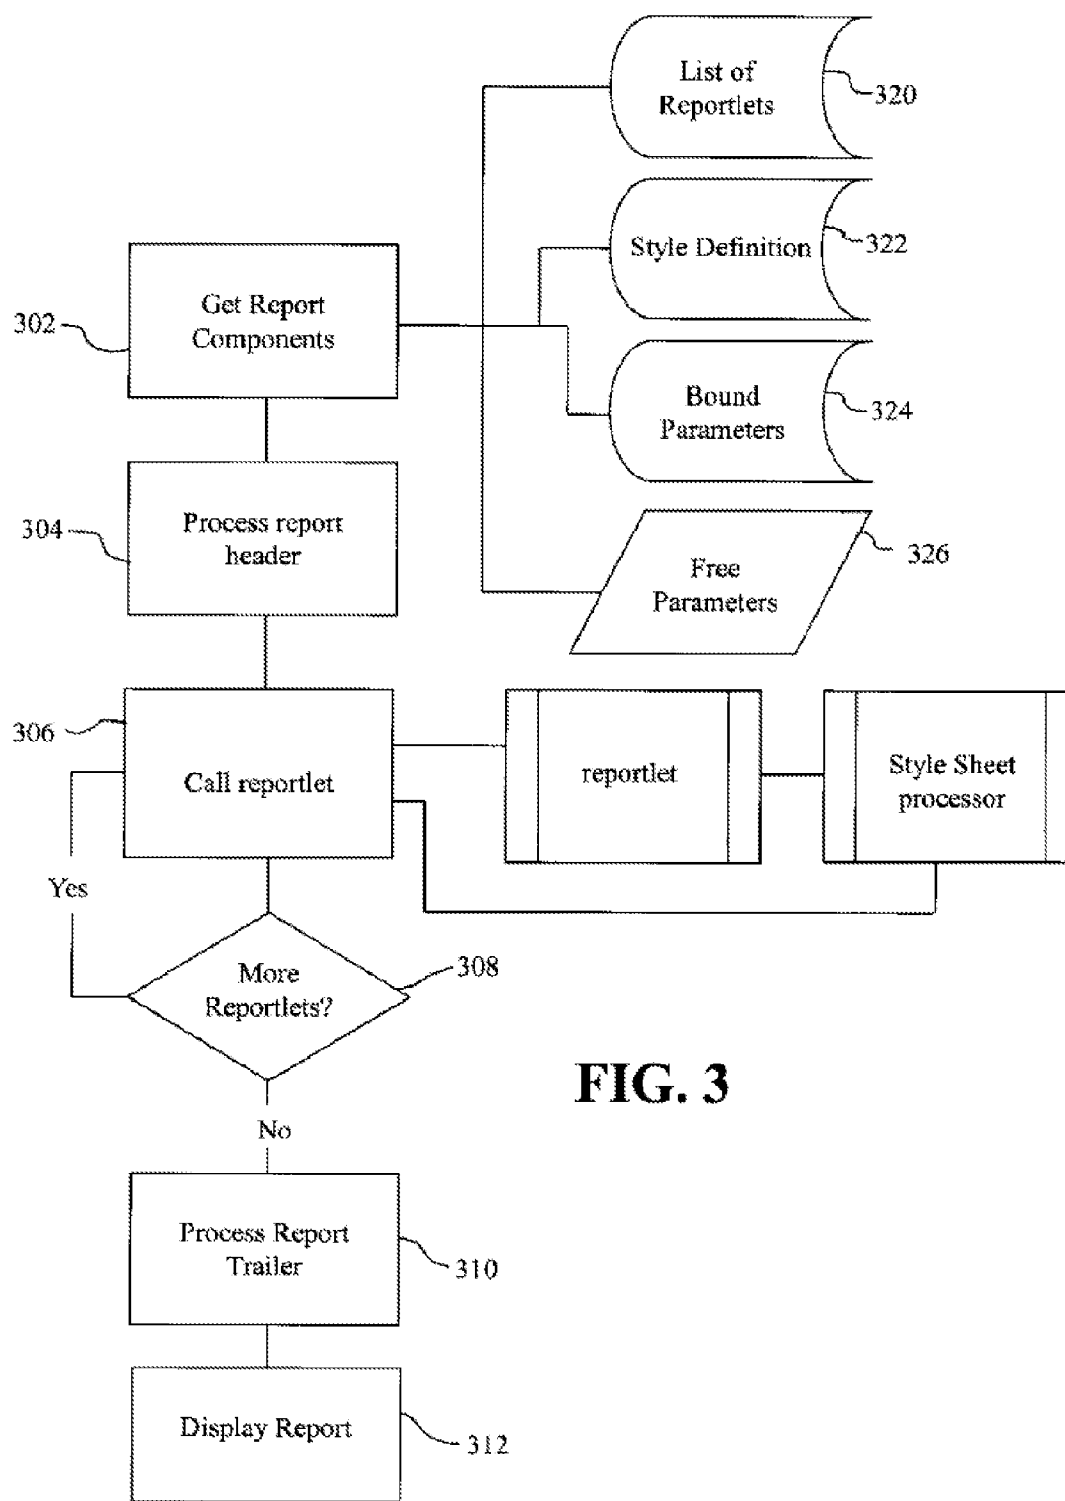 List of
Reportlets
320
Style Definition
322
Get Report
Components
302
Bound
Parameters
324
Process report
header
304
Free
Parameters
326
306
Call reportlet
reportlet
Style Sheet
processor
Yes
More
Reportlets?
308
FIG. 3
No
Process Report
Trailer
310
Display Report
312